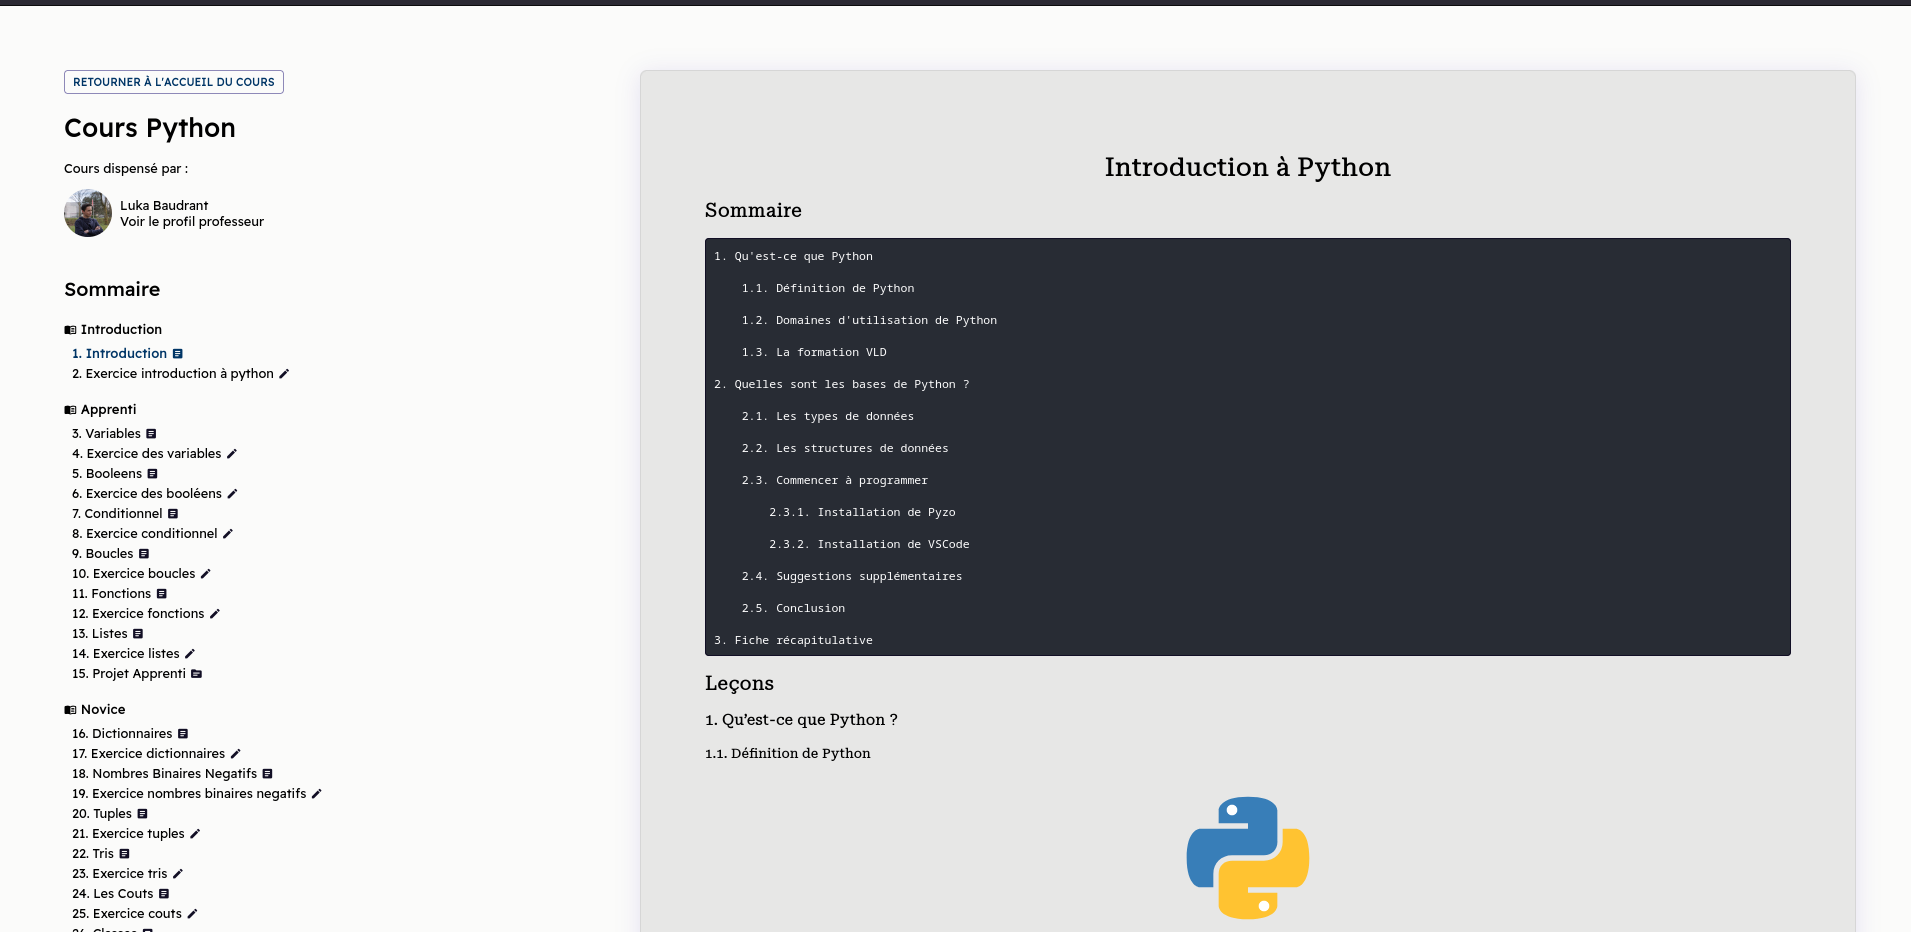 RETOURNER À L'ACCUEIL DU COURS
Cours Python
Cours dispensé par :
Luka Baudrant
Voir le profil professeur
Sommaire
Introduction
1. Introduction
2. Exercice introduction à python
Apprenti
3. Variables
4. Exercice des variables
5. Booleens
6. Exercice des booléens
7. Conditionnel
8. Exercice conditionnel
9. Boucles
10. Exercice boucles
11. Fonctions
12. Exercice fonctions
13. Listes
14. Exercice listes
15. Projet Apprenti
Novice
16. Dictionnaires
17. Exercice dictionnaires
18. Nombres Binaires Negatifs
19. Exercice nombres binaires negatifs
20. Tuples
21. Exercice tuples
22. Tris
23. Exercice tris
24. Les Couts
25. Exercice couts
Introduction à Python
Sommaire
1. Qu'est-ce que Python
1.1. Définition de Python
1.2. Domaines d'utilisation de Python
1.3. La formation VLD
2. Quelles sont les bases de Python ?
2.1. Les types de données
2.2. Les structures de données
2.3. Commencer à programmer
2.3.1. Installation de Pyzo
2.3.2. Installation de VSCode
2.4. Suggestions supplémentaires
2.5. Conclusion
3. Fiche récapitulative
Leçons
1. Qu’est-ce que Python ?
1.1. Définition de Python